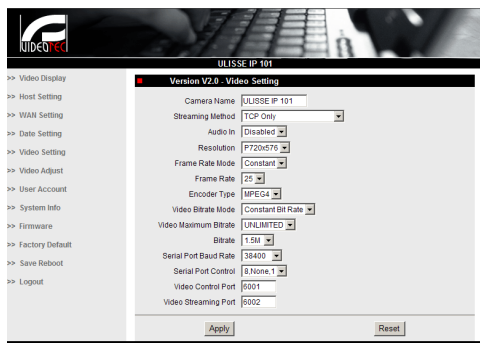 VIDEOTEC
ULISSE IP 101
>> Video Display
>> Host Setting
>> WAN Setting
>> Date Setting
>> Video Setting
>> Video Adjust
>> User Account
>> System Info
>> Firmware
>> Factory Default
>> Save Reboot
>> Logout
Version V2.0 - Video Setting
Camera Name ULISSE IP 101
Streaming Method TCP Only
Audio In Disabled
Resolution P720x576
Frame Rate Mode Constant
Frame Rate 25
Encoder Type MPEG4
Video Bitrate Mode Constant Bit Rate
Video Maximum Bitrate UNLIMITED
Bitrate 1.5M
Serial Port Baud Rate 38400
Serial Port Control 8,None,1
Video Control Port 6001
Video Streaming Port 6002
Apply Reset